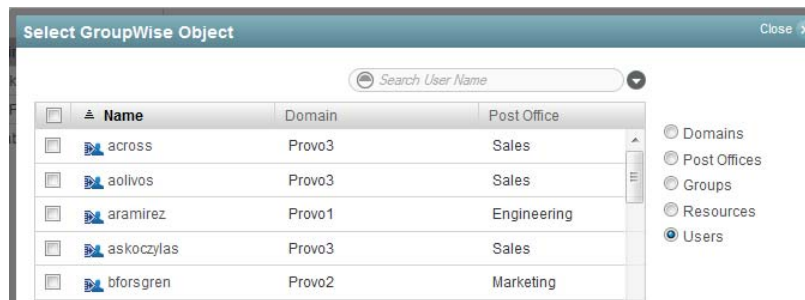 Select GroupWise Object
Close
Search User Name
Name Domain Post Office
across Provo3 Sales
aolivos Provo3 Sales
aramirez Provo1 Engineering
askoczylas Provo3 Sales
bforsgren Provo2 Marketing
Domains
Post Offices
Groups
Resources
Users